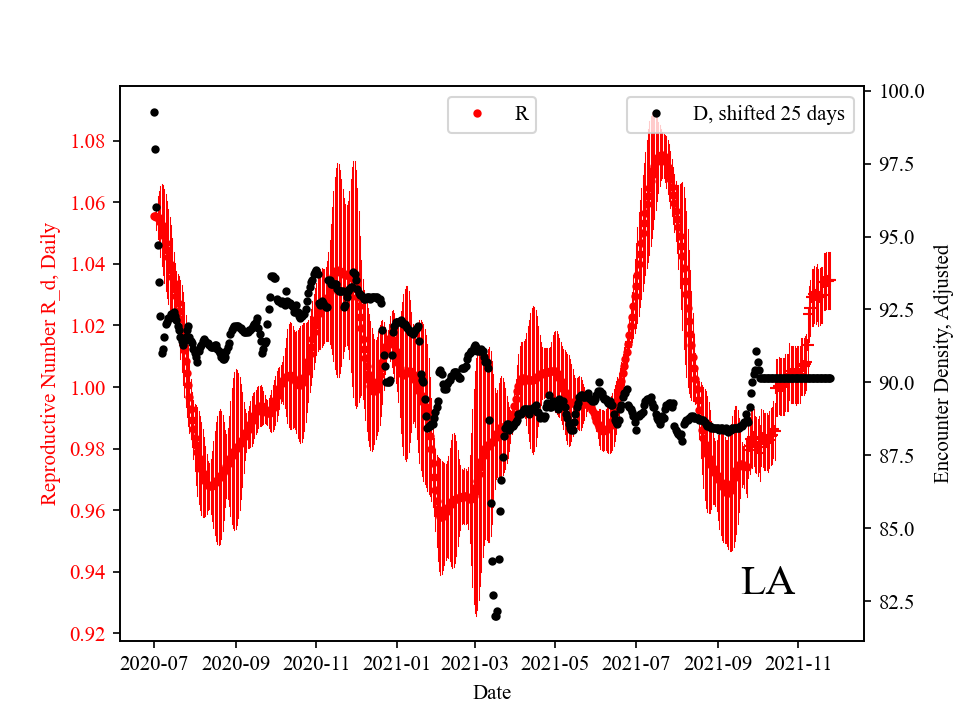 R
D, shifted 25 days
100.0
97.5
95.0
92.5
90.0
87.5
85.0
82.5
Encounter Density, Adjusted
1.08
1.06
1.04
1.02
1.00
0.98
0.96
0.94
0.92
Reproductive Number R_d, Daily
LA
2020-07 2020-09 2020-11 2021-01 2021-03 2021-05 2021-07 2021-09 2021-11
Date